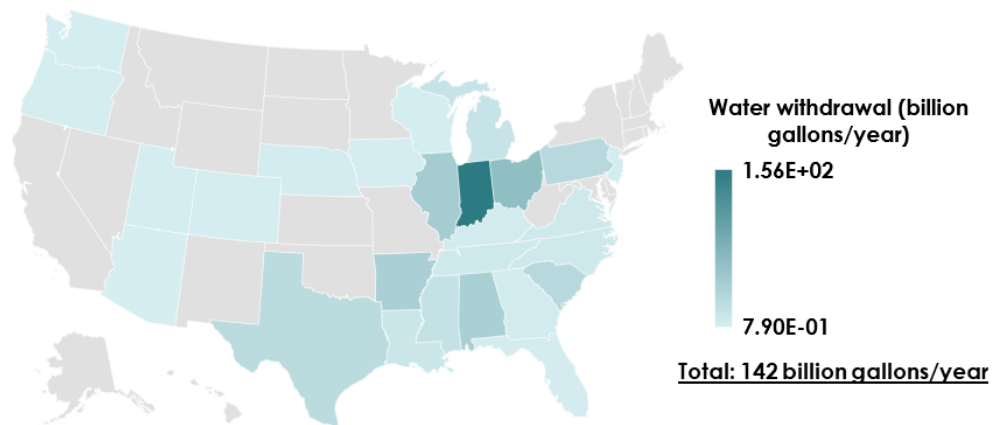 Water withdrawal (billion
gallons/year)
1.56E+02
7.90E-01
Total: 142 billion gallons/year